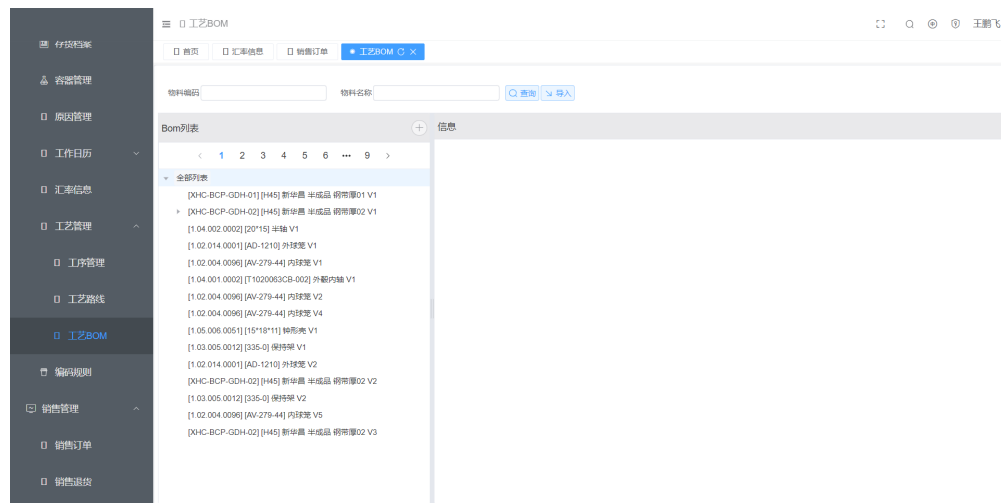 工艺BOM
王鹏飞
首页 汇率信息 销售订单 工艺BOM
存货档案
容器管理
原因管理
工作日历
汇率信息
工艺管理
工序管理
工艺路线
工艺BOM
编码规则
销售管理
销售订单
销售退货
物料编码 物料名称 查询 导入
Bom列表
1 2 3 4 5 6 ••• 9
全部列表
[XHC-BCP-GDH-01] [H45] 新华昌 半成品 钢带厚01 V1
[XHC-BCP-GDH-02] [H45] 新华昌 半成品 钢带厚02 V1
[1.04.002.0002] [20*15] 半轴 V1
[1.02.014.0001] [AD-1210] 外球笼 V1
[1.02.004.0096] [AV-279-44] 内球笼 V1
[1.04.001.0002] [T1020063CB-002] 外毂内轴 V1
[1.02.004.0096] [AV-279-44] 内球笼 V2
[1.02.004.0096] [AV-279-44] 内球笼 V4
[1.05.006.0051] [15*18*11] 钟形壳 V1
[1.03.005.0012] [335-0] 保持架 V1
[1.02.014.0001] [AD-1210] 外球笼 V2
[XHC-BCP-GDH-02] [H45] 新华昌 半成品 钢带厚02 V2
[1.03.005.0012] [335-0] 保持架 V2
[1.02.004.0096] [AV-279-44] 内球笼 V5
[XHC-BCP-GDH-02] [H45] 新华昌 半成品 钢带厚02 V3
信息